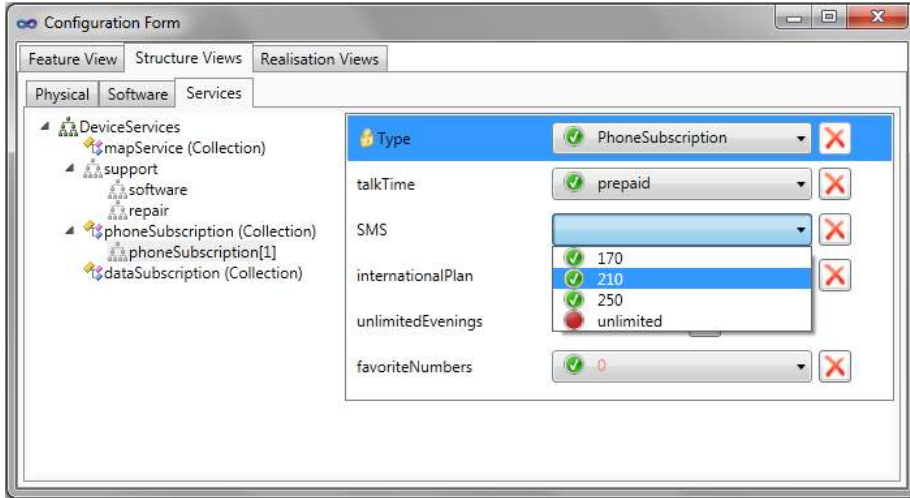 Configuration Form
Feature View Structure Views Realisation Views
Physical Software Services
DeviceServices
mapService (Collection)
support
software
repair
phoneSubscription (Collection)
phoneSubscription[1]
dataSubscription (Collection)
Type PhoneSubscription
talkTime prepaid
SMS
170
210
250
unlimited
internationalPlan
unlimitedEvenings
favoriteNumbers 0